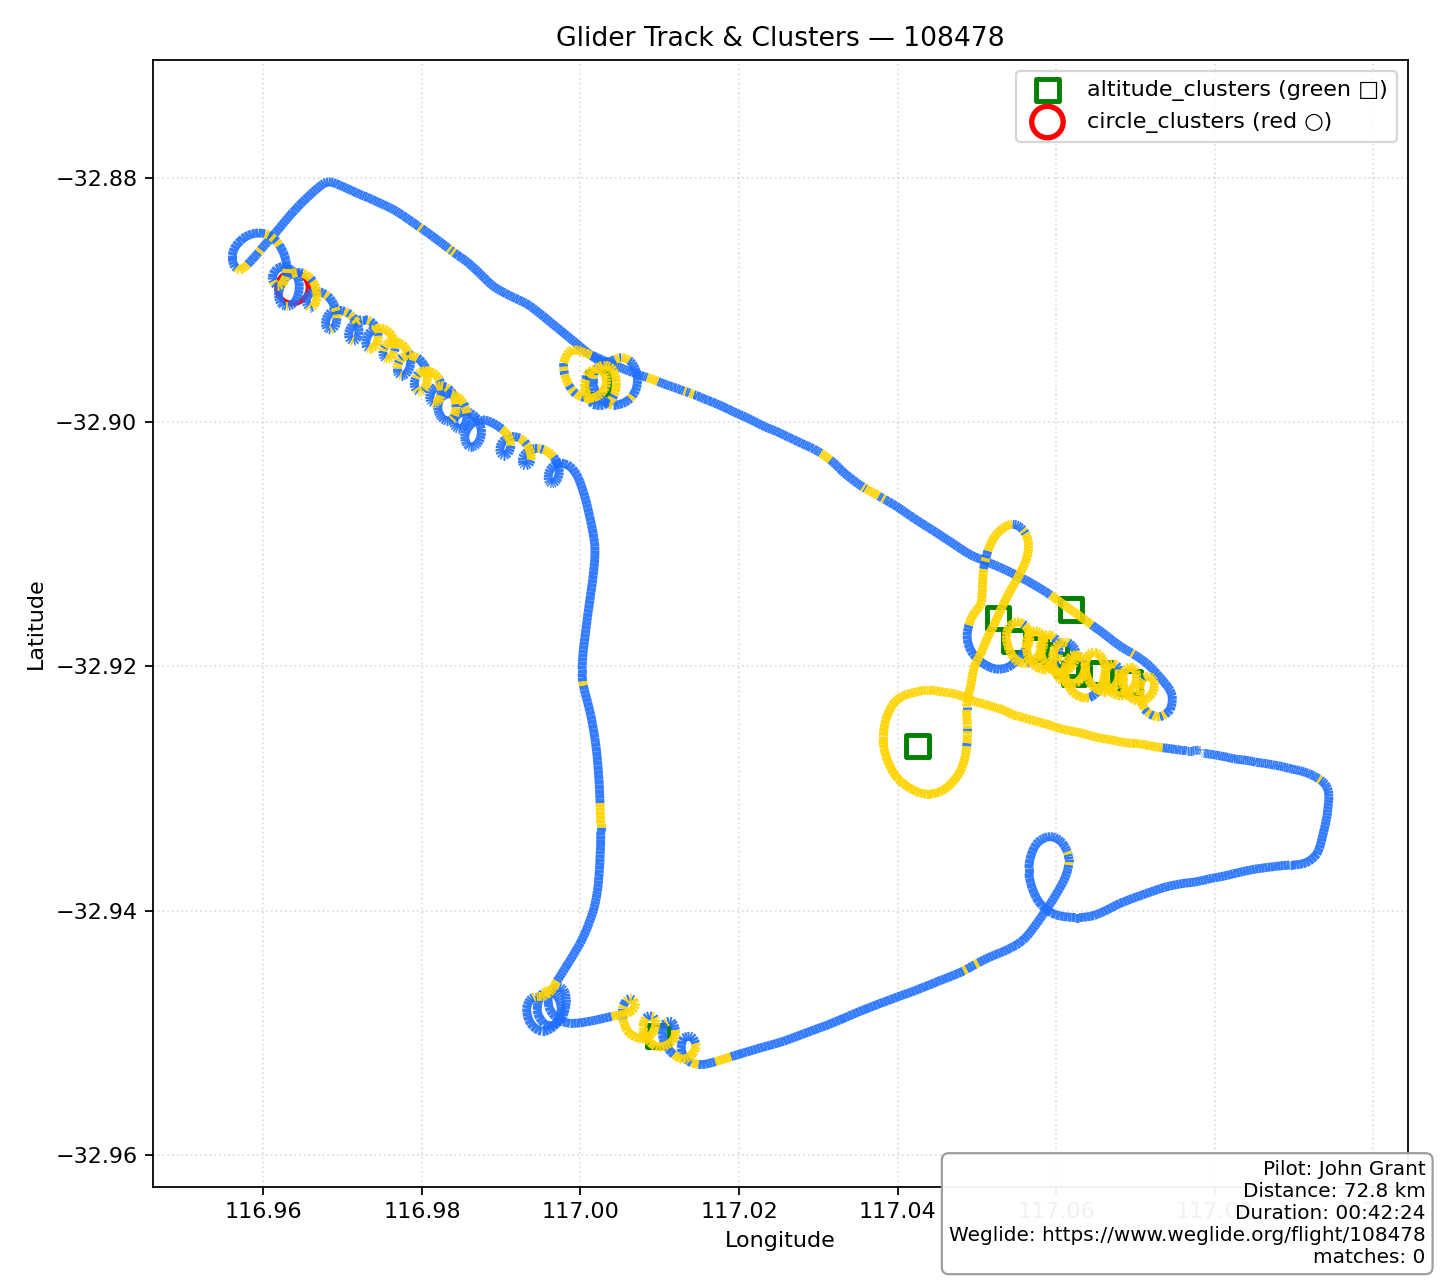 Glider Track & Clusters — 108478
altitude_clusters (green □)
circle_clusters (red ○)
Latitude
−32.88
−32.90
−32.92
−32.94
−32.96
116.96
116.98
117.00
117.02
117.04
117.06
Longitude
Pilot: John Grant
Distance: 72.8 km
Duration: 00:42:24
Weglide: https://www.weglide.org/flight/108478
matches: 0